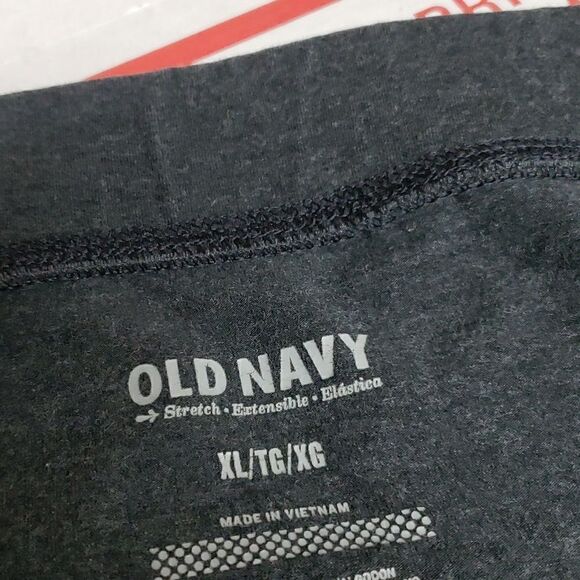 OLD NAVY
Stretch • Extensible • Elástica
XL/TG/XG
MADE IN VIETNAM